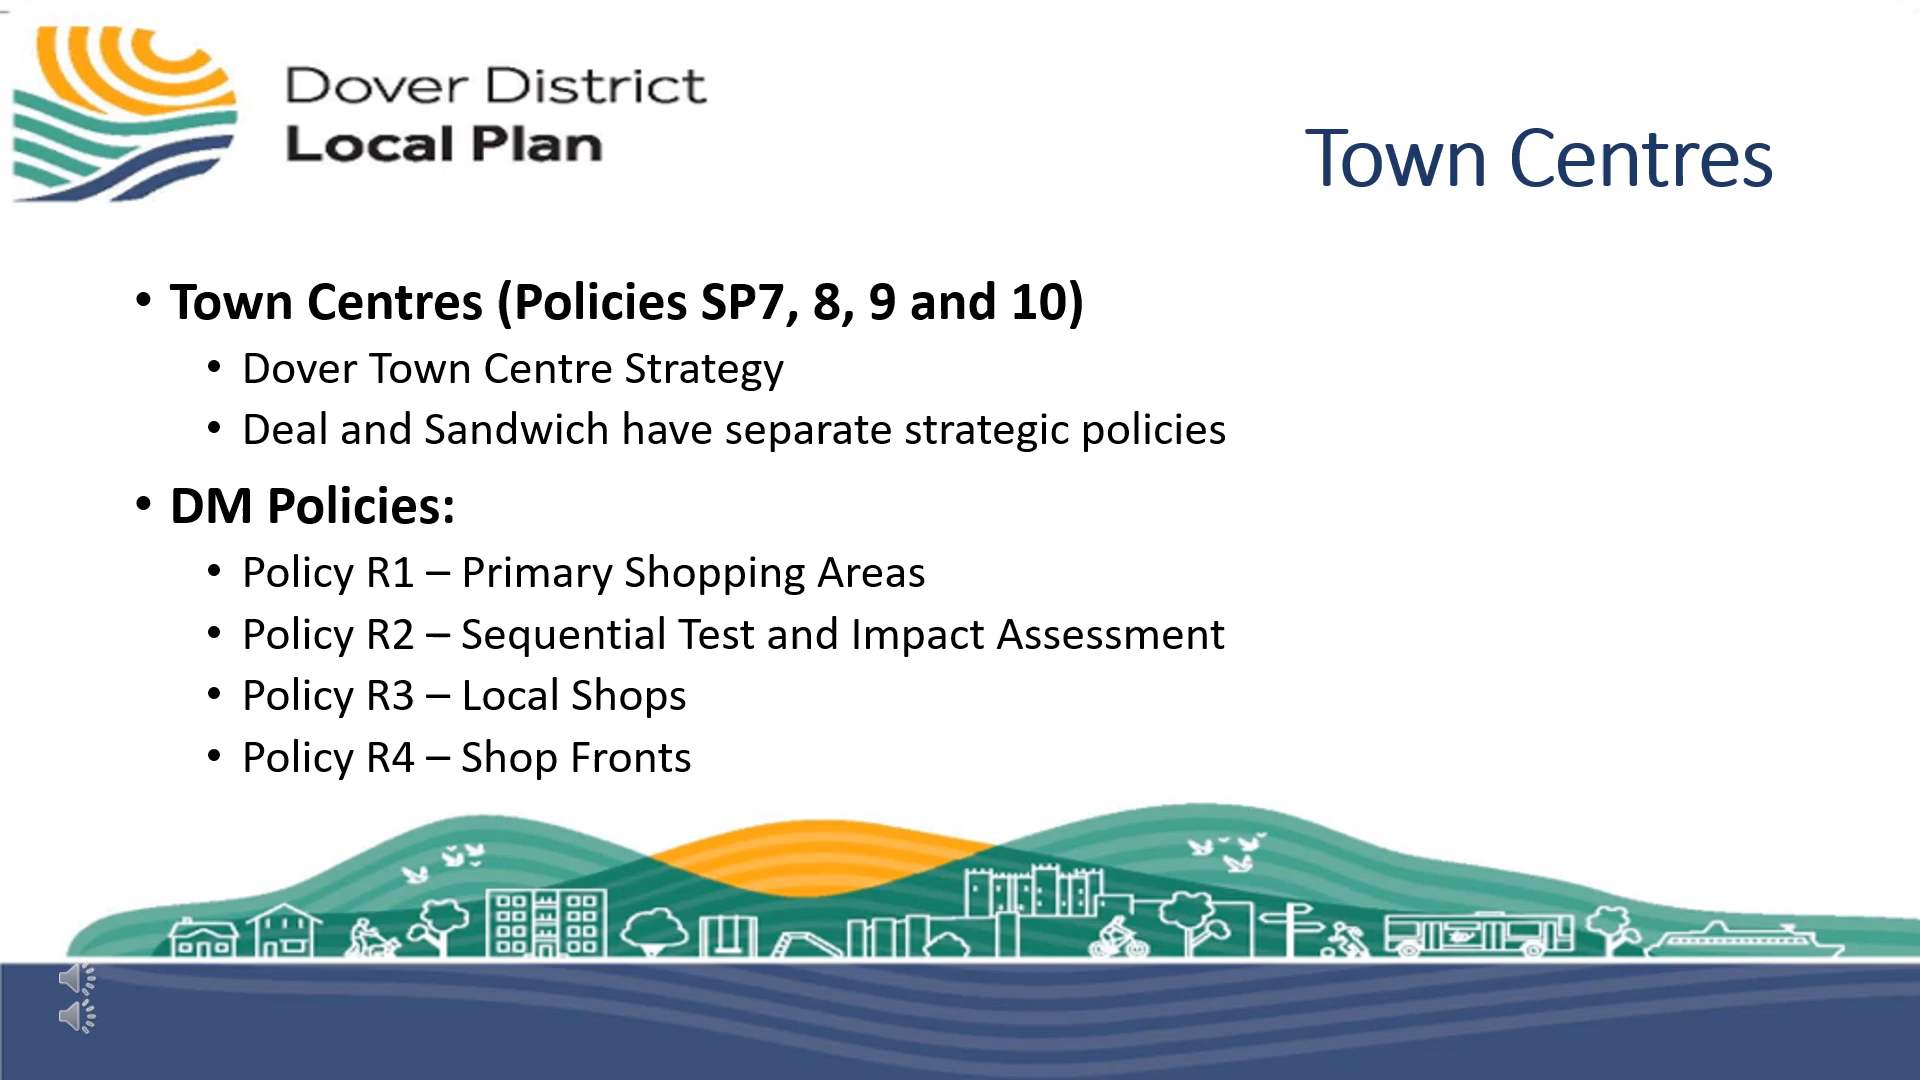 Dover District
Local Plan
Town Centres
• Town Centres (Policies SP7, 8, 9 and 10)
• Dover Town Centre Strategy
• Deal and Sandwich have separate strategic policies
• DM Policies:
• Policy R1 – Primary Shopping Areas
• Policy R2 – Sequential Test and Impact Assessment
• Policy R3 – Local Shops
• Policy R4 – Shop Fronts